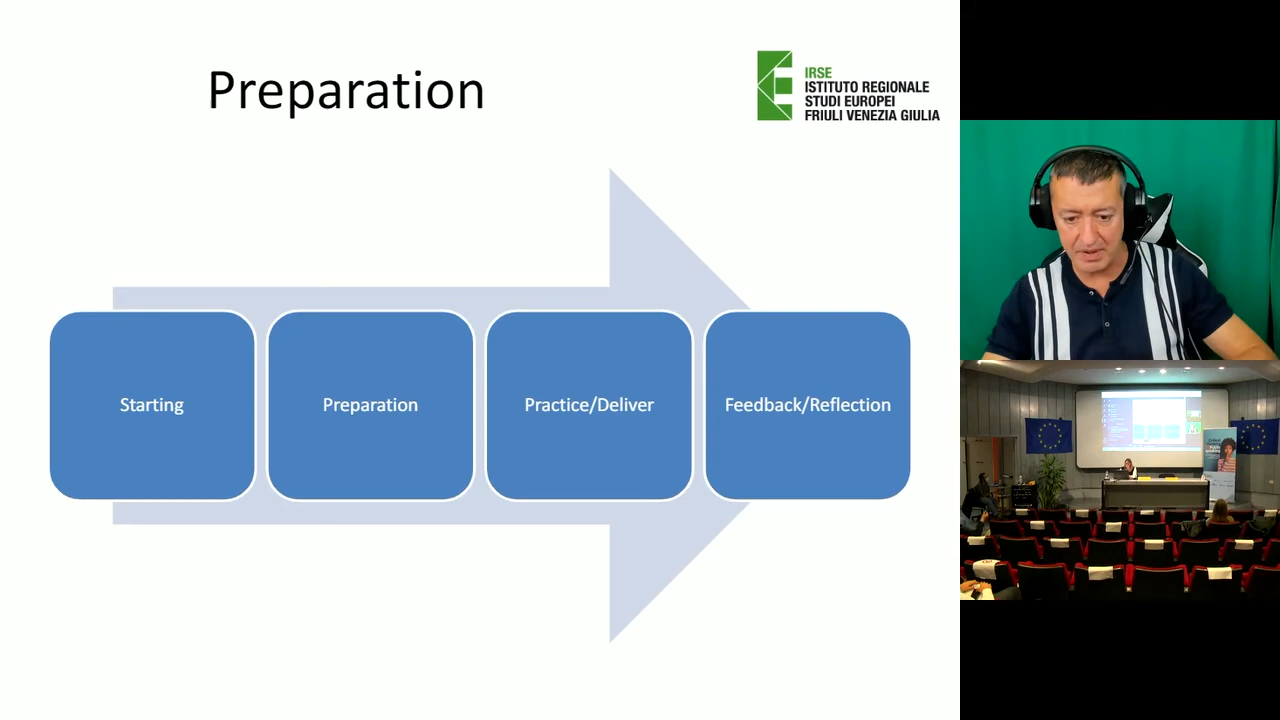 Preparation
IRSE
ISTITUTO REGIONALE
STUDI EUROPEI
FRIULI VENEZIA GIULIA
Starting
Preparation
Practice/Deliver
Feedback/Reflection